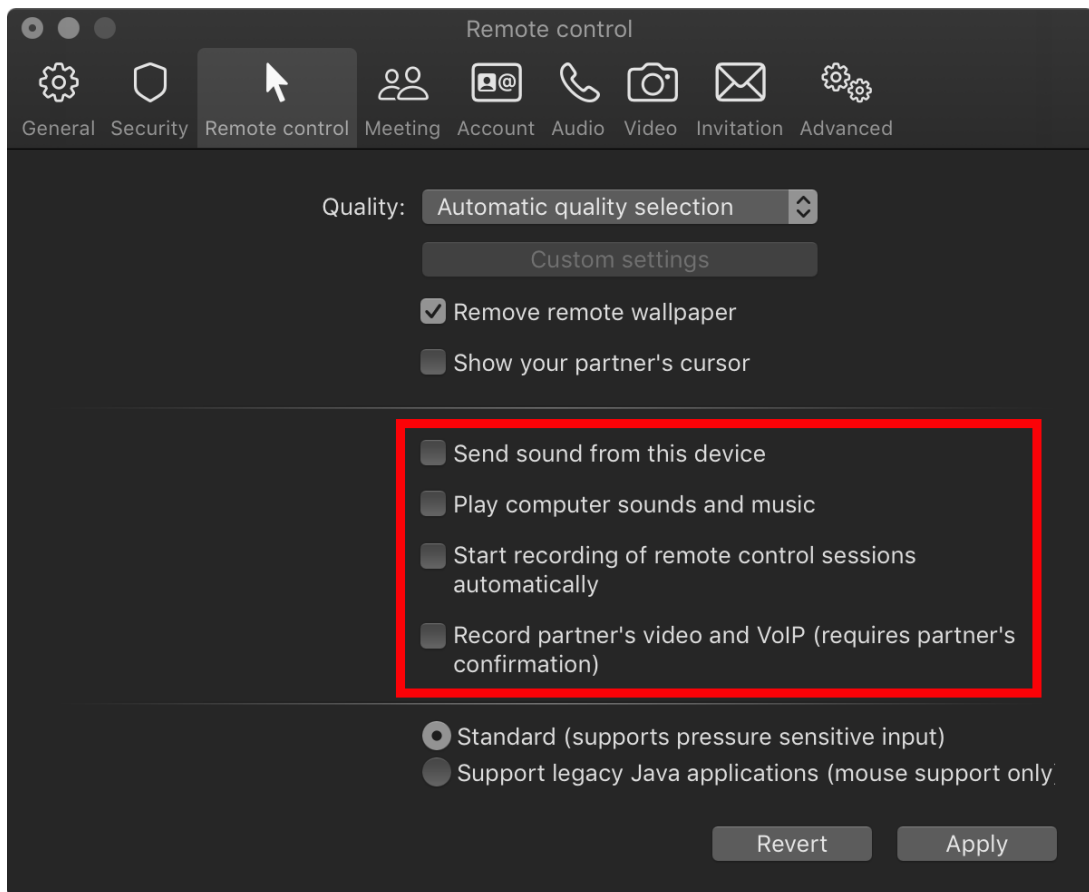 Remote control
General Security Remote control Meeting Account Audio Video Invitation Advanced
Quality: Automatic quality selection
Custom settings
Remove remote wallpaper
Show your partner's cursor
Send sound from this device
Play computer sounds and music
Start recording of remote control sessions
automatically
Record partner's video and VoIP (requires partner's
confirmation)
Standard (supports pressure sensitive input)
Support legacy Java applications (mouse support only
Revert Apply